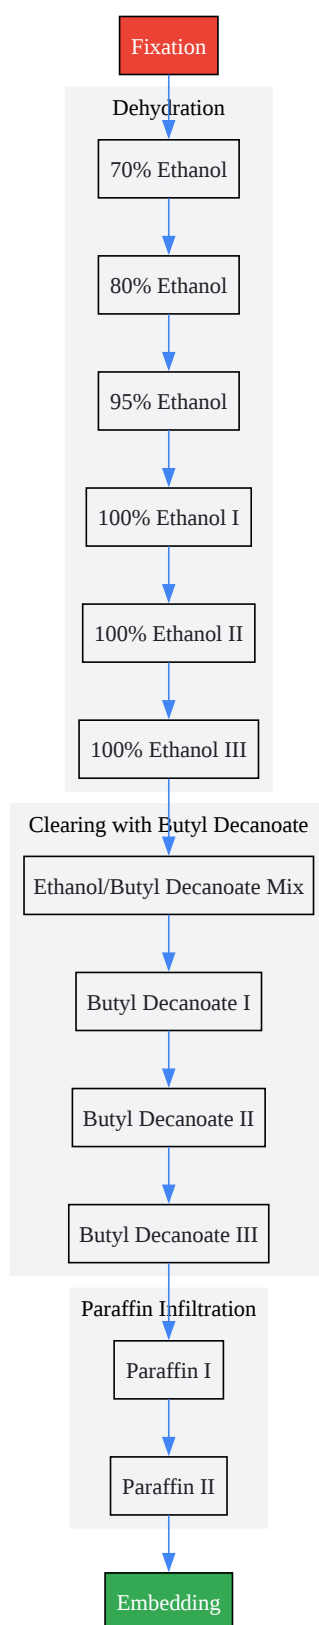 Fixation
Dehydration
70% Ethanol
80% Ethanol
95% Ethanol
100% Ethanol I
100% Ethanol II
100% Ethanol III
Clearing with Butyl Decanoate
Ethanol/Butyl Decanoate Mix
Butyl Decanoate I
Butyl Decanoate II
Butyl Decanoate III
Paraffin Infiltration
Paraffin I
Paraffin II
Embedding